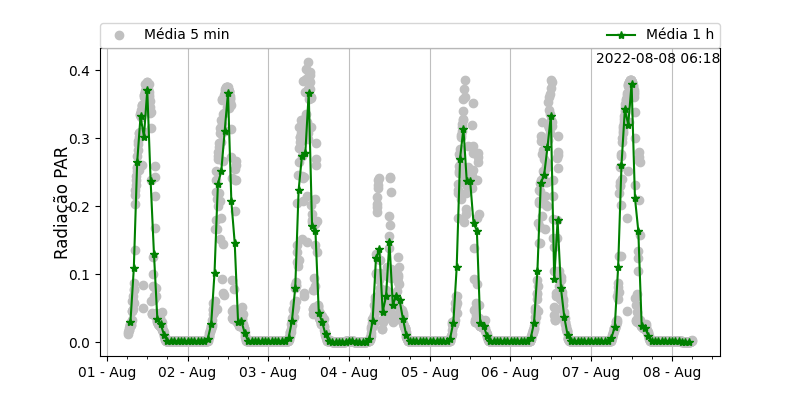 Média 5 min
Média 1 h
2022-08-08 06:18
Radiação PAR
0.4
0.3
0.2
0.1
0.0
01 - Aug
02 - Aug
03 - Aug
04 - Aug
05 - Aug
06 - Aug
07 - Aug
08 - Aug